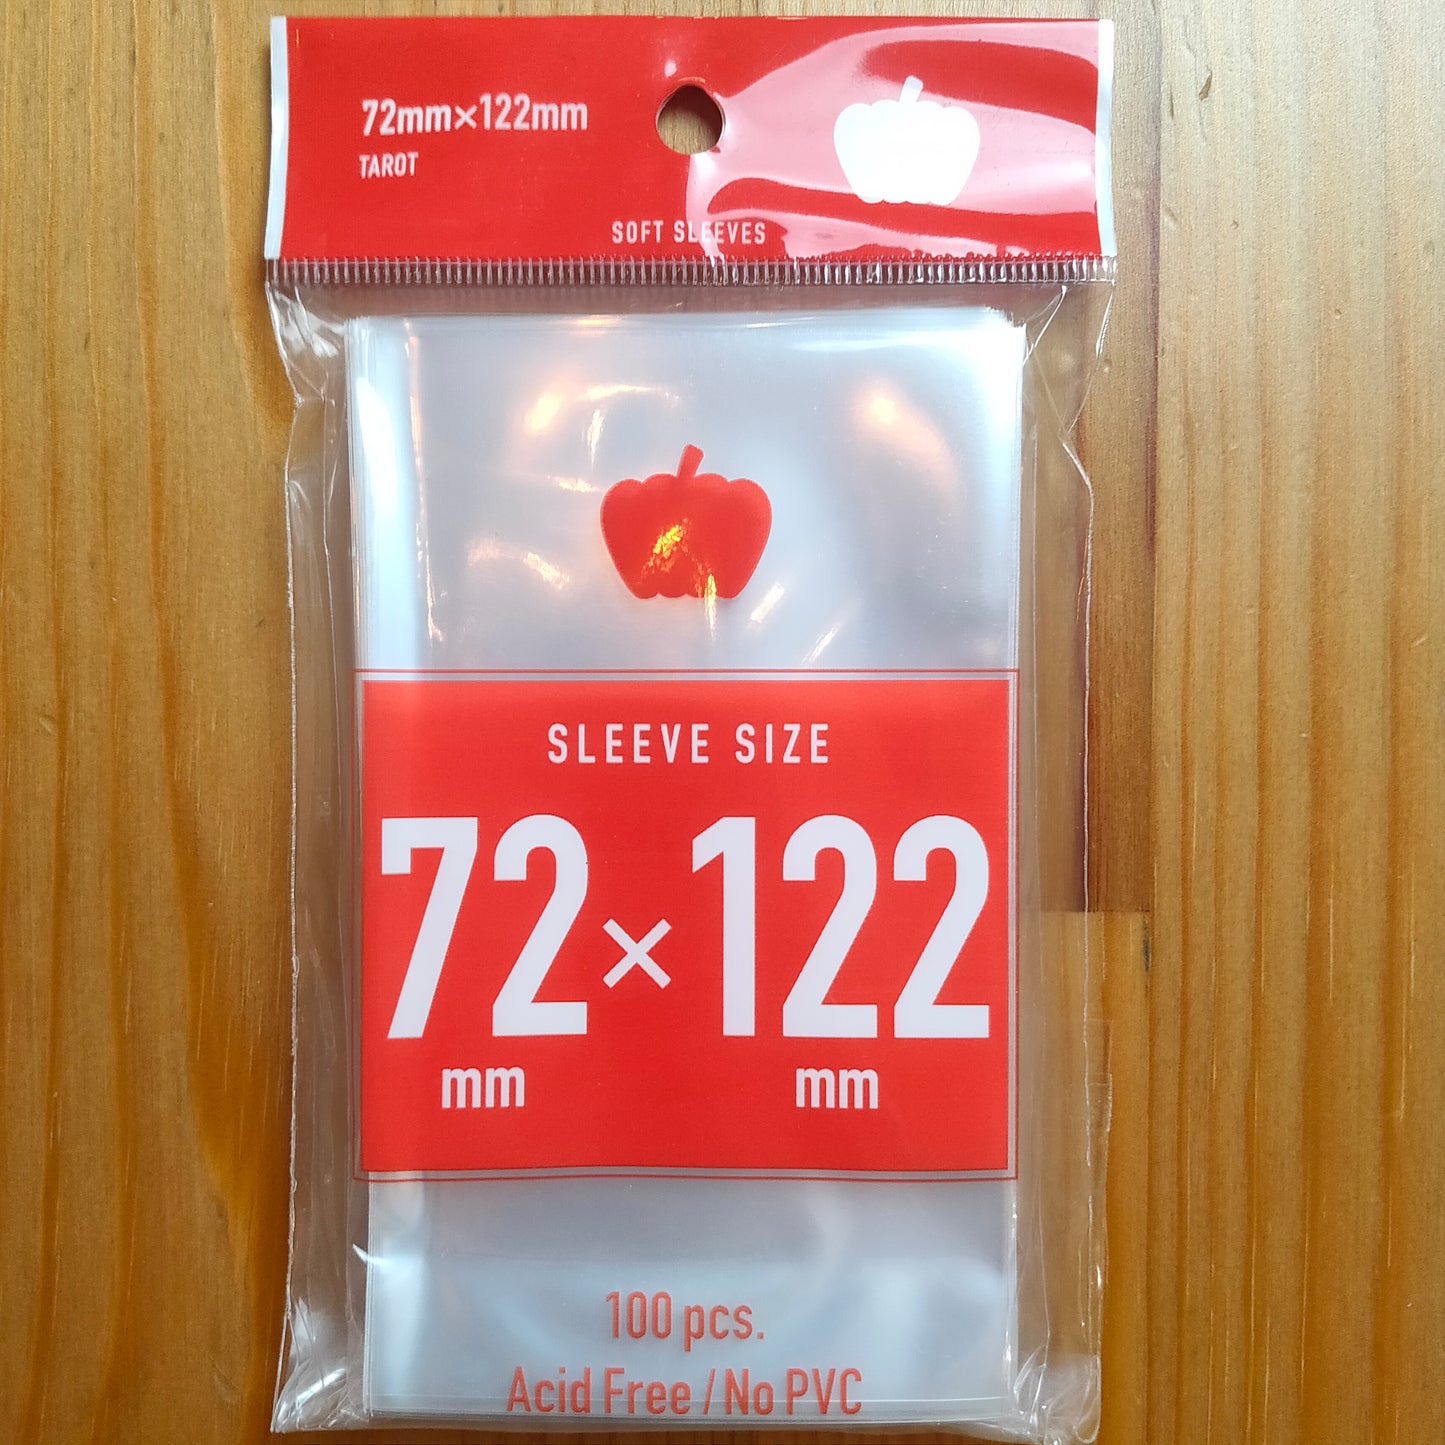 72mm×122mm
TAROT
SOFT SLEEVES
SLEEVE SIZE
72×122
mm mm
100 pcs.
Acid Free / No PVC